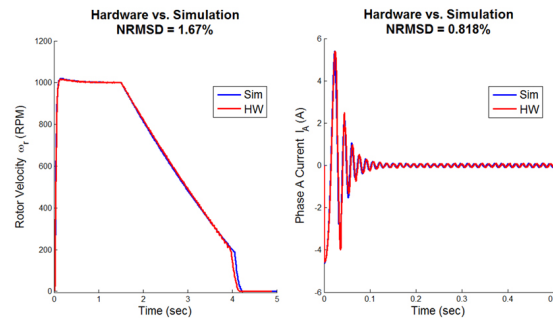 Hardware vs. Simulation
NRMSD = 1.67%
Rotor Velocity ωr (RPM)
1200
1000
800
600
400
200
0
0
1
2
3
4
5
Time (sec)
Sim
HW
Hardware vs. Simulation
NRMSD = 0.818%
Phase A Current IA (A)
6
4
2
0
-2
-4
-6
0
0.1
0.2
0.3
0.4
0.5
Time (sec)
Sim
HW